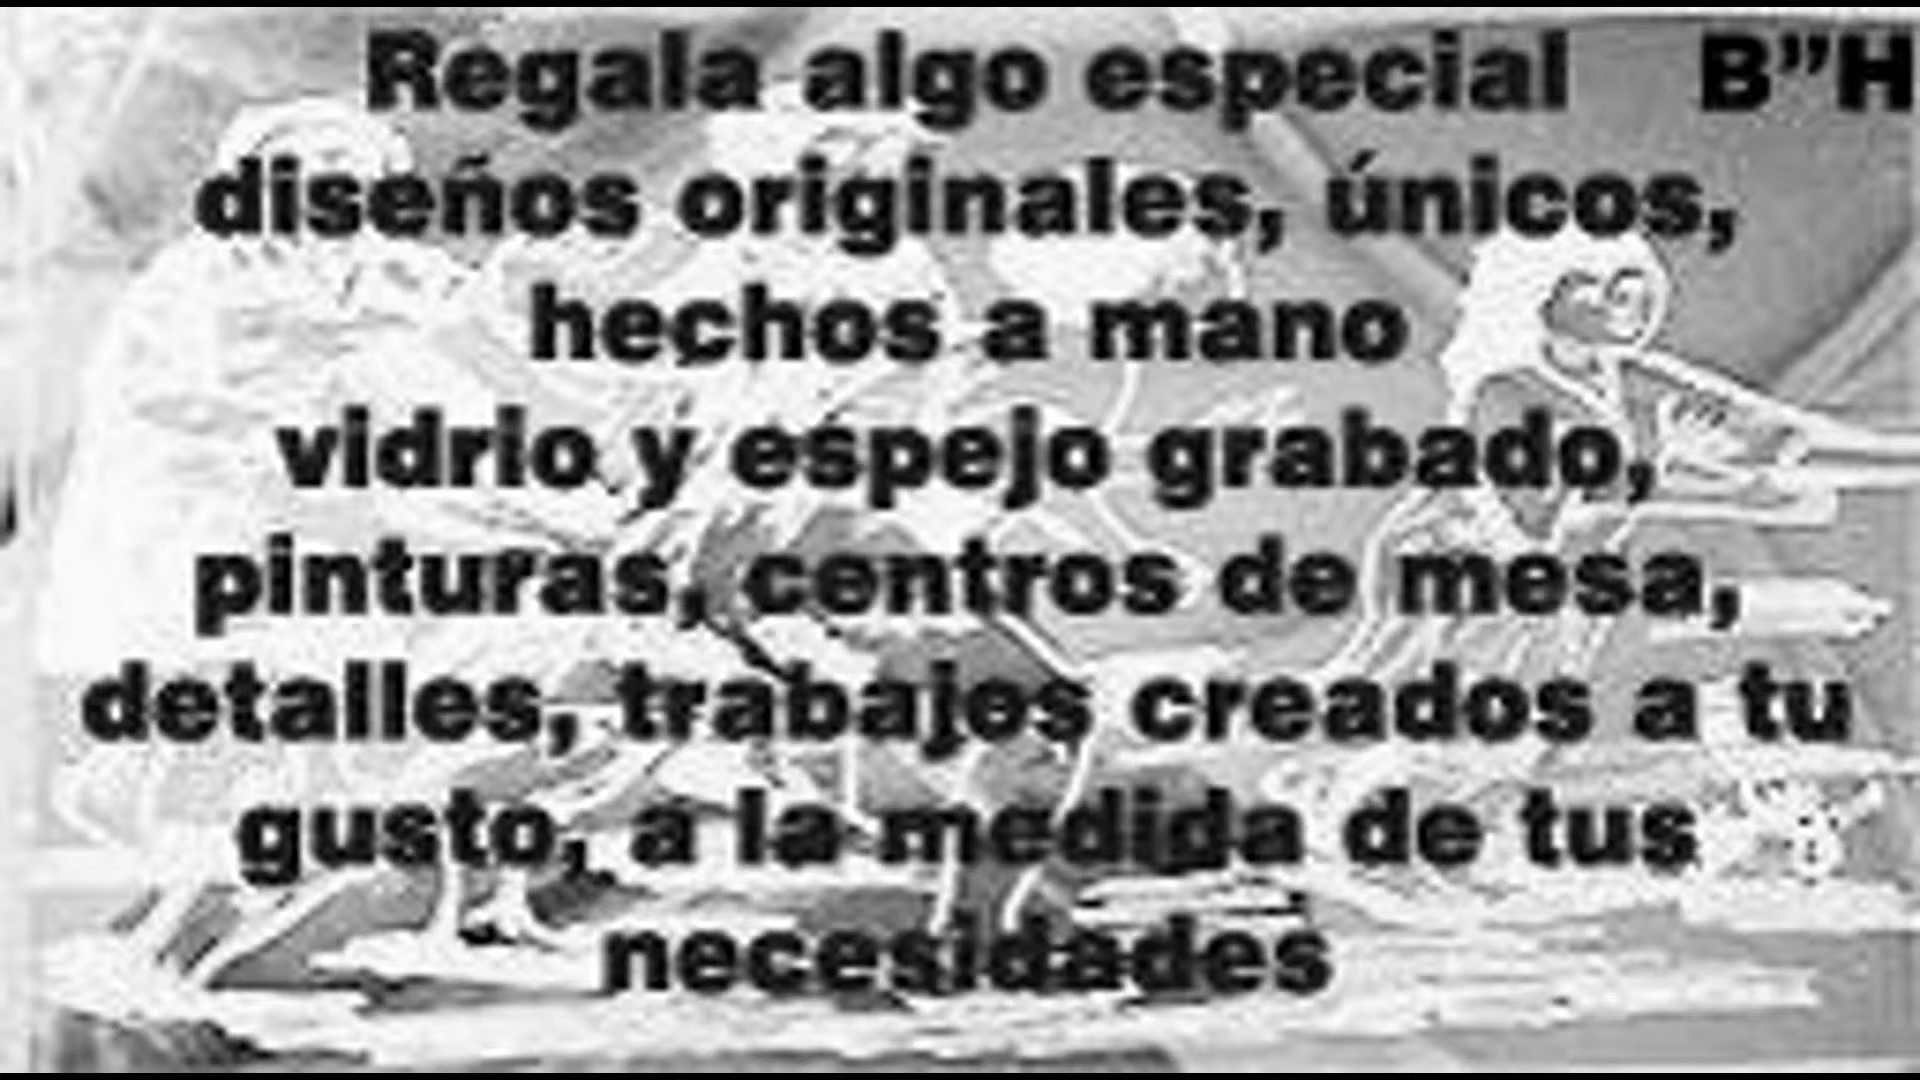 Regala algo especial B”H
diseños originales, únicos,
hechos a mano
vidrio y espejo grabado,
pinturas, centros de mesa,
detalles, trabajos creados a tu
gusto, a la medida de tus
necesidades